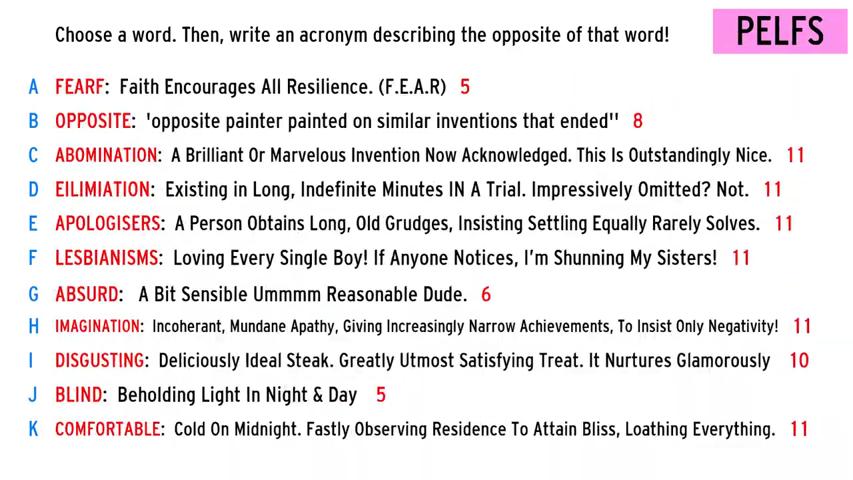 Choose a word. Then, write an acronym describing the opposite of that word!
PELFS
A FEARF: Faith Encourages All Resilience. (F.E.A.R) 5
B OPPOSITE: 'opposite painter painted on similar inventions that ended" 8
C ABOMINATION: A Brilliant Or Marvelous Invention Now Acknowledged. This Is Outstandingly Nice. 11
D EILIMIATION: Existing in Long, Indefinite Minutes IN A Trial. Impressively Omitted? Not. 11
E APOLOGISERS: A Person Obtains Long, Old Grudges, Insisting Settling Equally Rarely Solves. 11
F LESBIANISMS: Loving Every Single Boy! If Anyone Notices, I'm Shunning My Sisters! 11
G ABSURD: A Bit Sensible Ummmm Reasonable Dude. 6
H IMAGINATION: Incoherant, Mundane Apathy, Giving Increasingly Narrow Achievements, To Insist Only Negativity! 11
I DISGUSTING: Deliciously Ideal Steak. Greatly Utmost Satisfying Treat. It Nurtures Glamorously 10
J BLIND: Beholding Light In Night & Day 5
K COMFORTABLE: Cold On Midnight. Fastly Observing Residence To Attain Bliss, Loathing Everything. 11